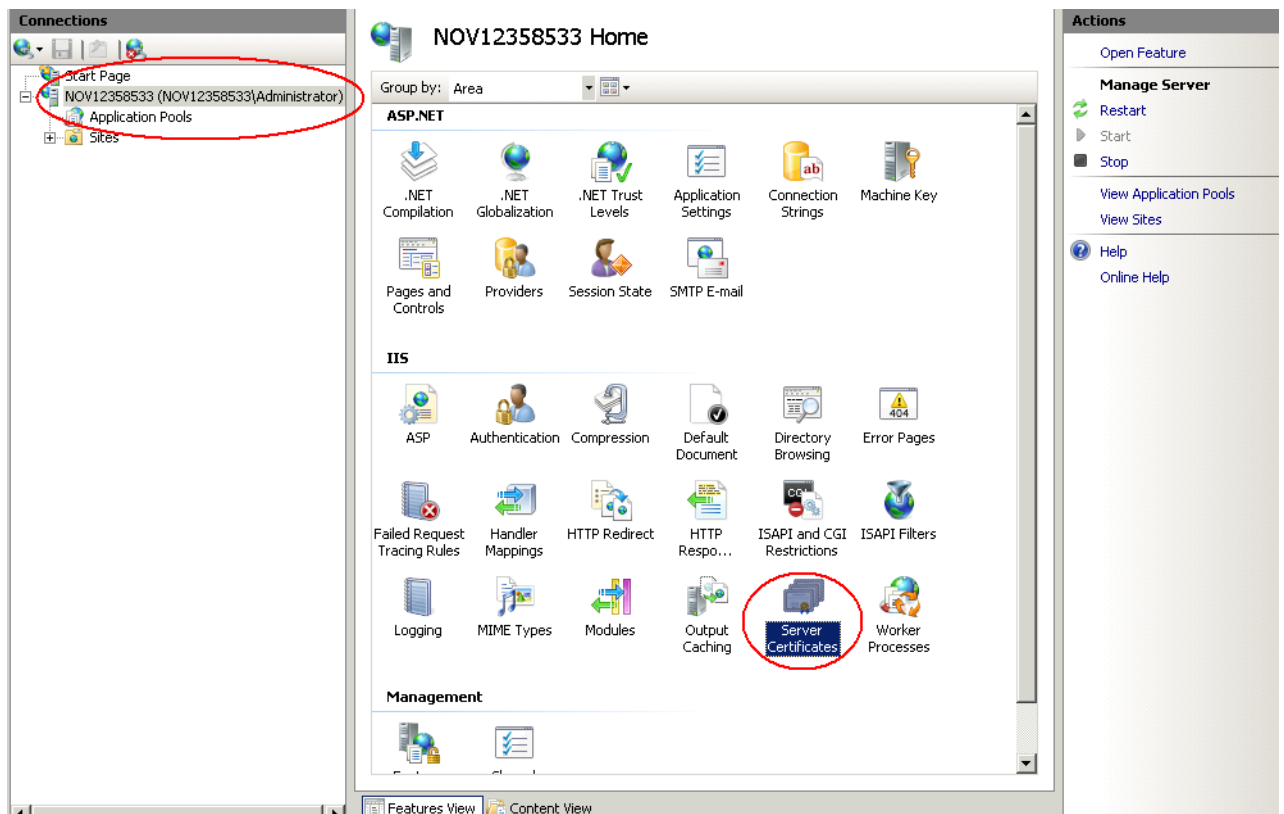 Connections
Start Page
NOV12358533 (NOV12358533\Administrator)
Application Pools
Sites
NOV12358533 Home
Group by: Area
ASP.NET
.NET Compilation
.NET Globalization
.NET Trust Levels
Application Settings
Connection Strings
ab
Machine Key
Pages and Controls
Providers
Session State
SMTP E-mail
IIS
ASP
Authentication
Compression
Default Document
Directory Browsing
404
Error Pages
Failed Request Tracing Rules
Handler Mappings
HTTP Redirect
HTTP Respo...
CGI
ISAPI and CGI Restrictions
ISAPI Filters
Logging
MIME Types
Modules
Output Caching
Server Certificates
Worker Processes
Management
Features View
Content View
Actions
Open Feature
Manage Server
Restart
Start
Stop
View Application Pools
View Sites
Help
Online Help